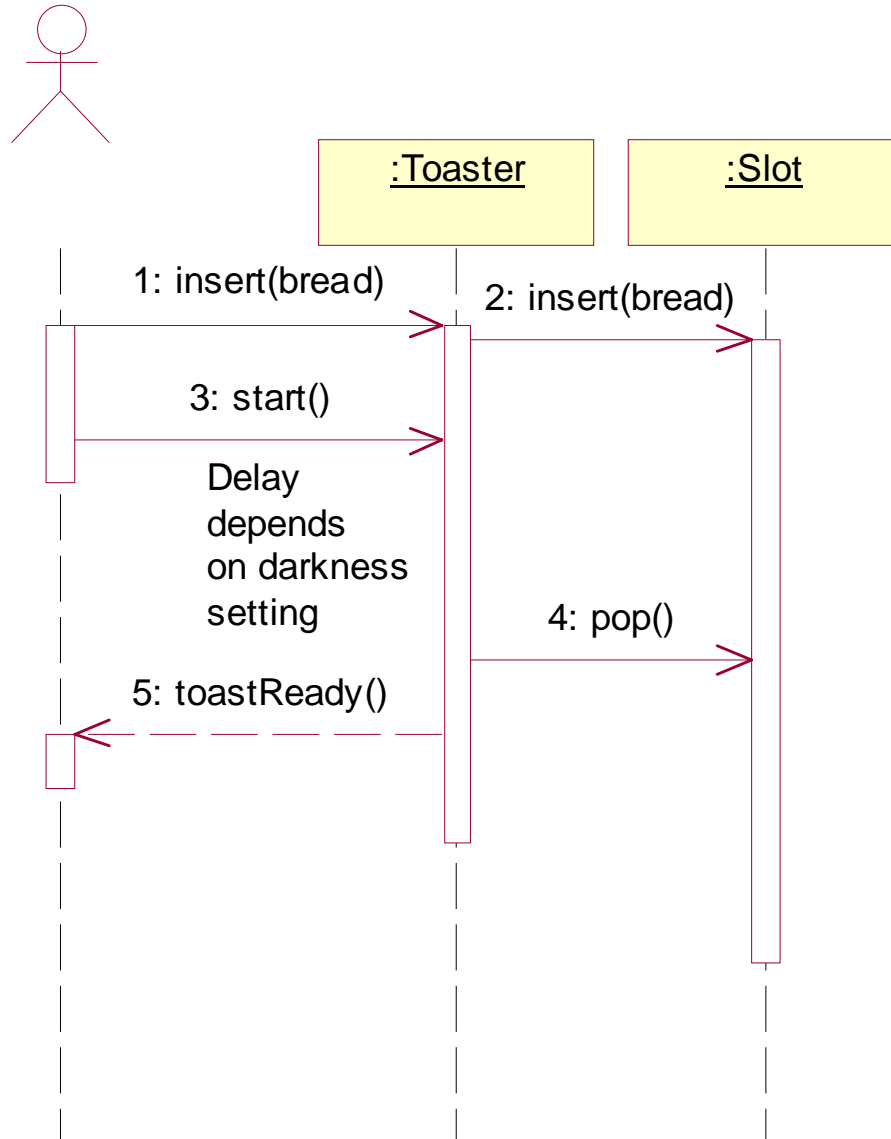 :Toaster
:Slot
1: insert(bread)
2: insert(bread)
3: start()
Delay
depends
on darkness
setting
4: pop()
5: toastReady()